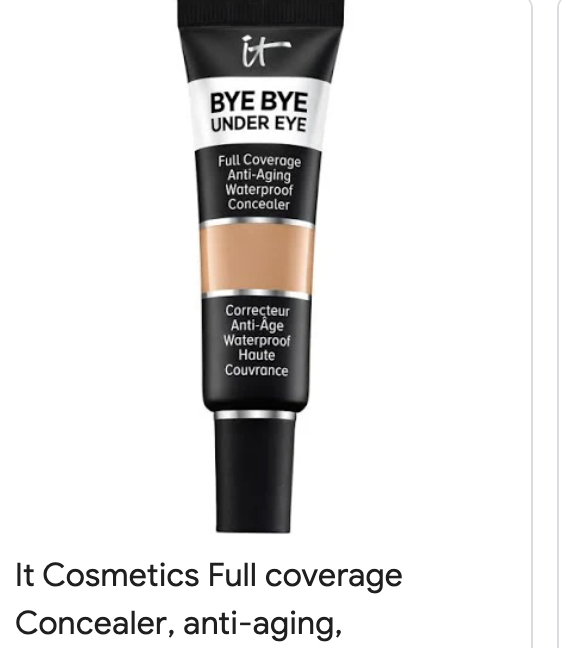 it
BYE BYE
UNDER EYE
Full Coverage
Anti-Aging
Waterproof
Concealer
Correcteur
Anti-Âge
Waterproof
Haute
Couvrance
It Cosmetics Full coverage
Concealer, anti-aging,